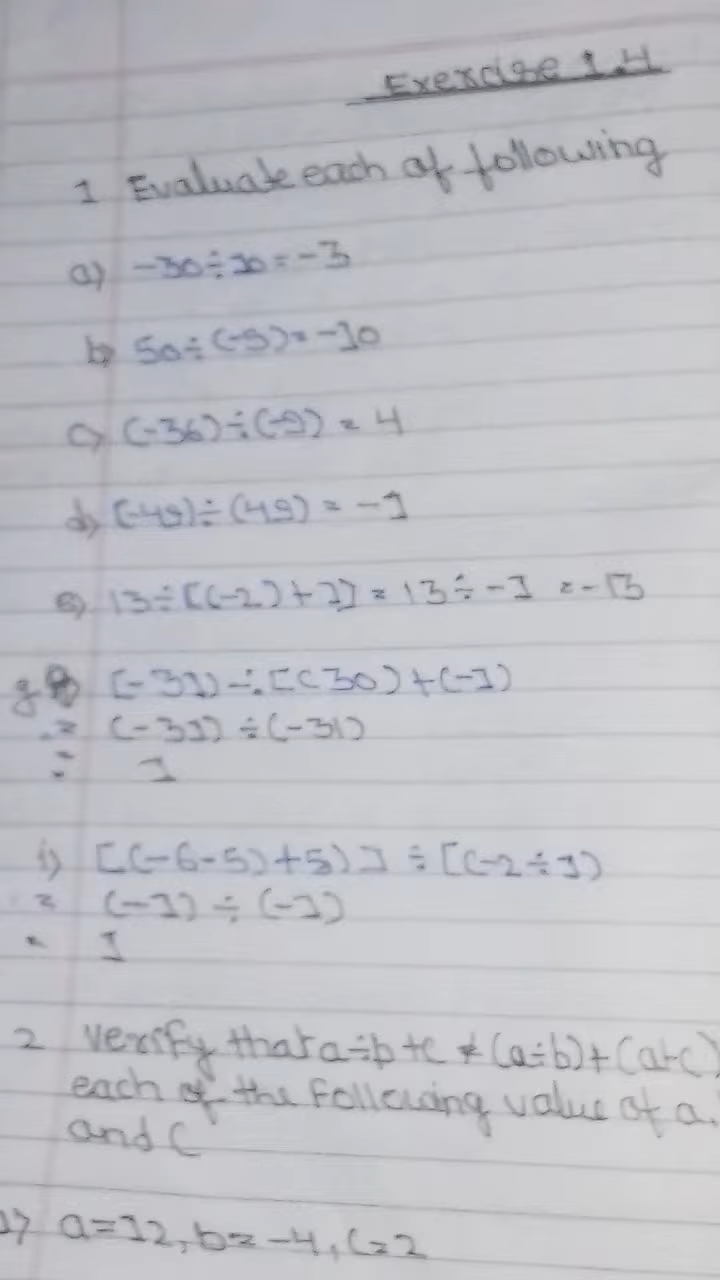 Exercise 1.4
1 Evaluate each of following
a) -30÷10=-3
b) 50÷(-5)=-10
c) (-36)÷(-9) = 4
d) (-49)÷(49) = -1
e) 13÷[(-2)+1] = 13÷-1 = -13
g (-31)÷[(30)+(-1)
= (-31)÷(-31)
= 1
i) [(-6-5)+5)] ÷[(-2÷1)
= (-1) ÷ (-1)
= 1
2 Verify that a÷b+c ≠ (a÷b)+(a÷c)
each of the following value of a.
and C
1) a=12, b=-4, c=2